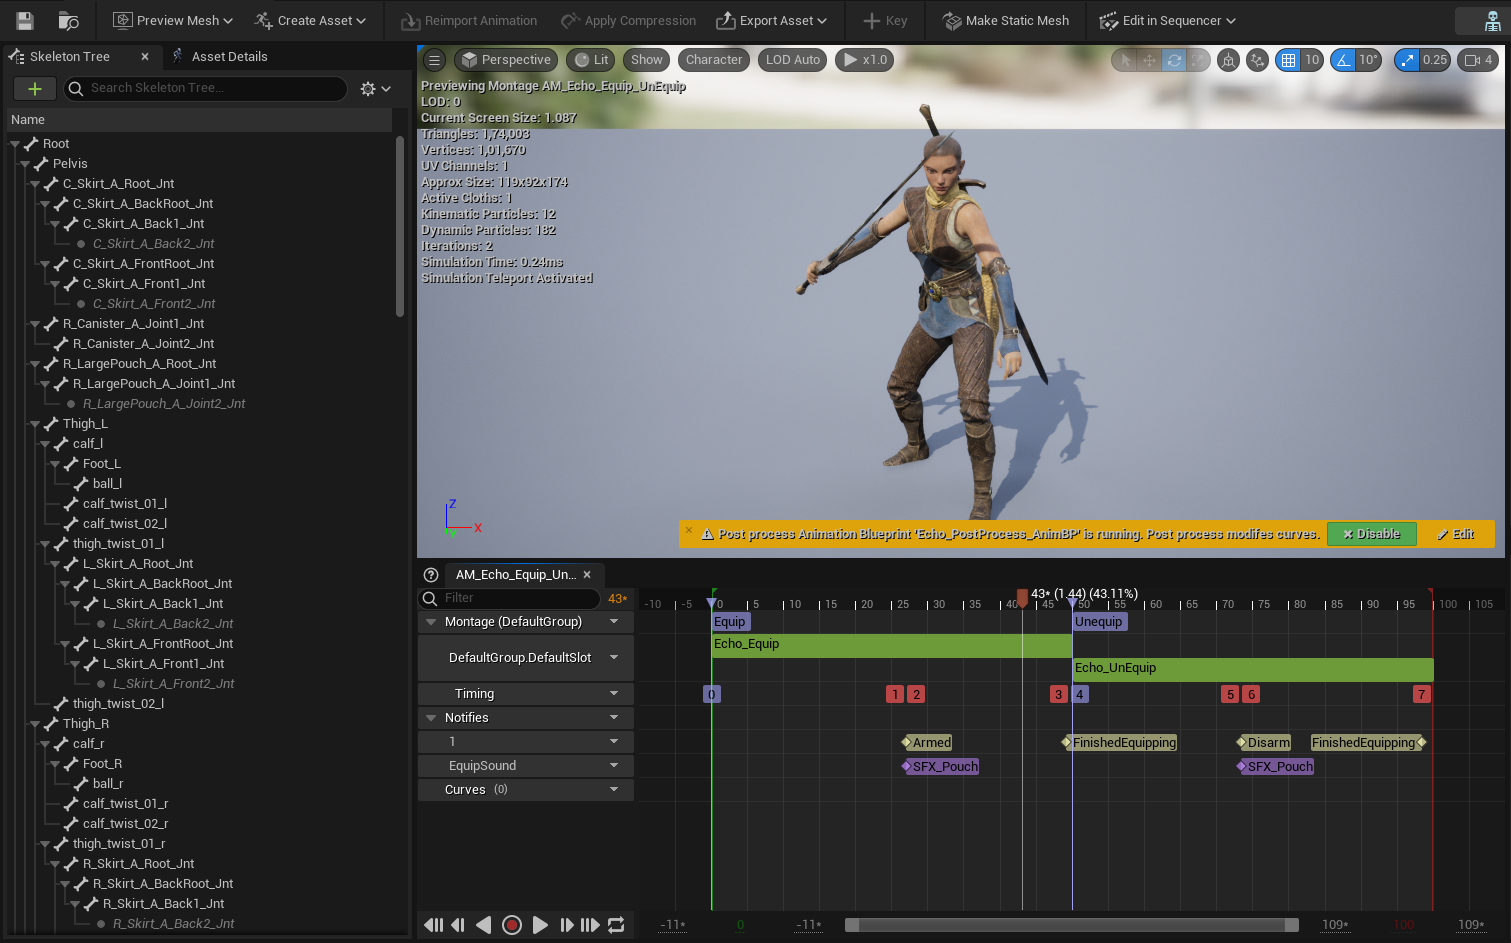 Preview Mesh
Create Asset
Reimport Animation
Apply Compression
Export Asset
Key
Make Static Mesh
Edit in Sequencer
Skeleton Tree
Asset Details
Search Skeleton Tree...
Name
Root
Pelvis
C_Skirt_A_Root_Jnt
C_Skirt_A_BackRoot_Jnt
C_Skirt_A_Back1_Jnt
C_Skirt_A_Back2_Jnt
C_Skirt_A_FrontRoot_Jnt
C_Skirt_A_Front1_Jnt
C_Skirt_A_Front2_Jnt
R_Canister_A_Joint1_Jnt
R_Canister_A_Joint2_Jnt
R_LargePouch_A_Root_Jnt
R_LargePouch_A_Joint1_Jnt
R_LargePouch_A_Joint2_Jnt
Thigh_L
calf_l
Foot_L
ball_l
calf_twist_01_l
calf_twist_02_l
thigh_twist_01_l
L_Skirt_A_Root_Jnt
L_Skirt_A_BackRoot_Jnt
L_Skirt_A_Back1_Jnt
L_Skirt_A_Back2_Jnt
L_Skirt_A_FrontRoot_Jnt
L_Skirt_A_Front1_Jnt
L_Skirt_A_Front2_Jnt
thigh_twist_02_l
Thigh_R
calf_r
Foot_R
ball_r
calf_twist_01_r
calf_twist_02_r
thigh_twist_01_r
R_Skirt_A_Root_Jnt
R_Skirt_A_BackRoot_Jnt
R_Skirt_A_Back1_Jnt
R_Skirt_A_Back2_Jnt
Perspective Lit Show Character LOD Auto x1.0 10 10° 0.25 4
Previewing Montage AM_Echo_Equip_UnEquip
LOD: 0
Current Screen Size: 1.087
Triangles: 1,74,003
Vertices: 1,01,670
UV Channels: 1
Approx Size: 119x92x174
Active Cloths: 1
Kinematic Particles: 12
Dynamic Particles: 182
Iterations: 2
Simulation Time: 0.24ms
Simulation Teleport Activated
Z
X
Y
Post process Animation Blueprint 'Echo_PostProcess_AnimBP' is running. Post process modifes curves.
Disable
Edit
AM_Echo_Equip_Un...
Filter
43*
43* (1.44) (43.11%)
-10 -5 0 5 10 15 20 25 30 35 40 45 50 55 60 65 70 75 80 85 90 95 100 105
Montage (DefaultGroup)
Equip
Unequip
DefaultGroup.DefaultSlot
Echo_Equip
Echo_UnEquip
Timing
0 1 2 3 4 5 6 7
Notifies
1
Armed
FinishedEquipping
Disarm
FinishedEquipping
EquipSound
SFX_Pouch
SFX_Pouch
Curves (0)
-11* 0 -11* 109* 100 109*